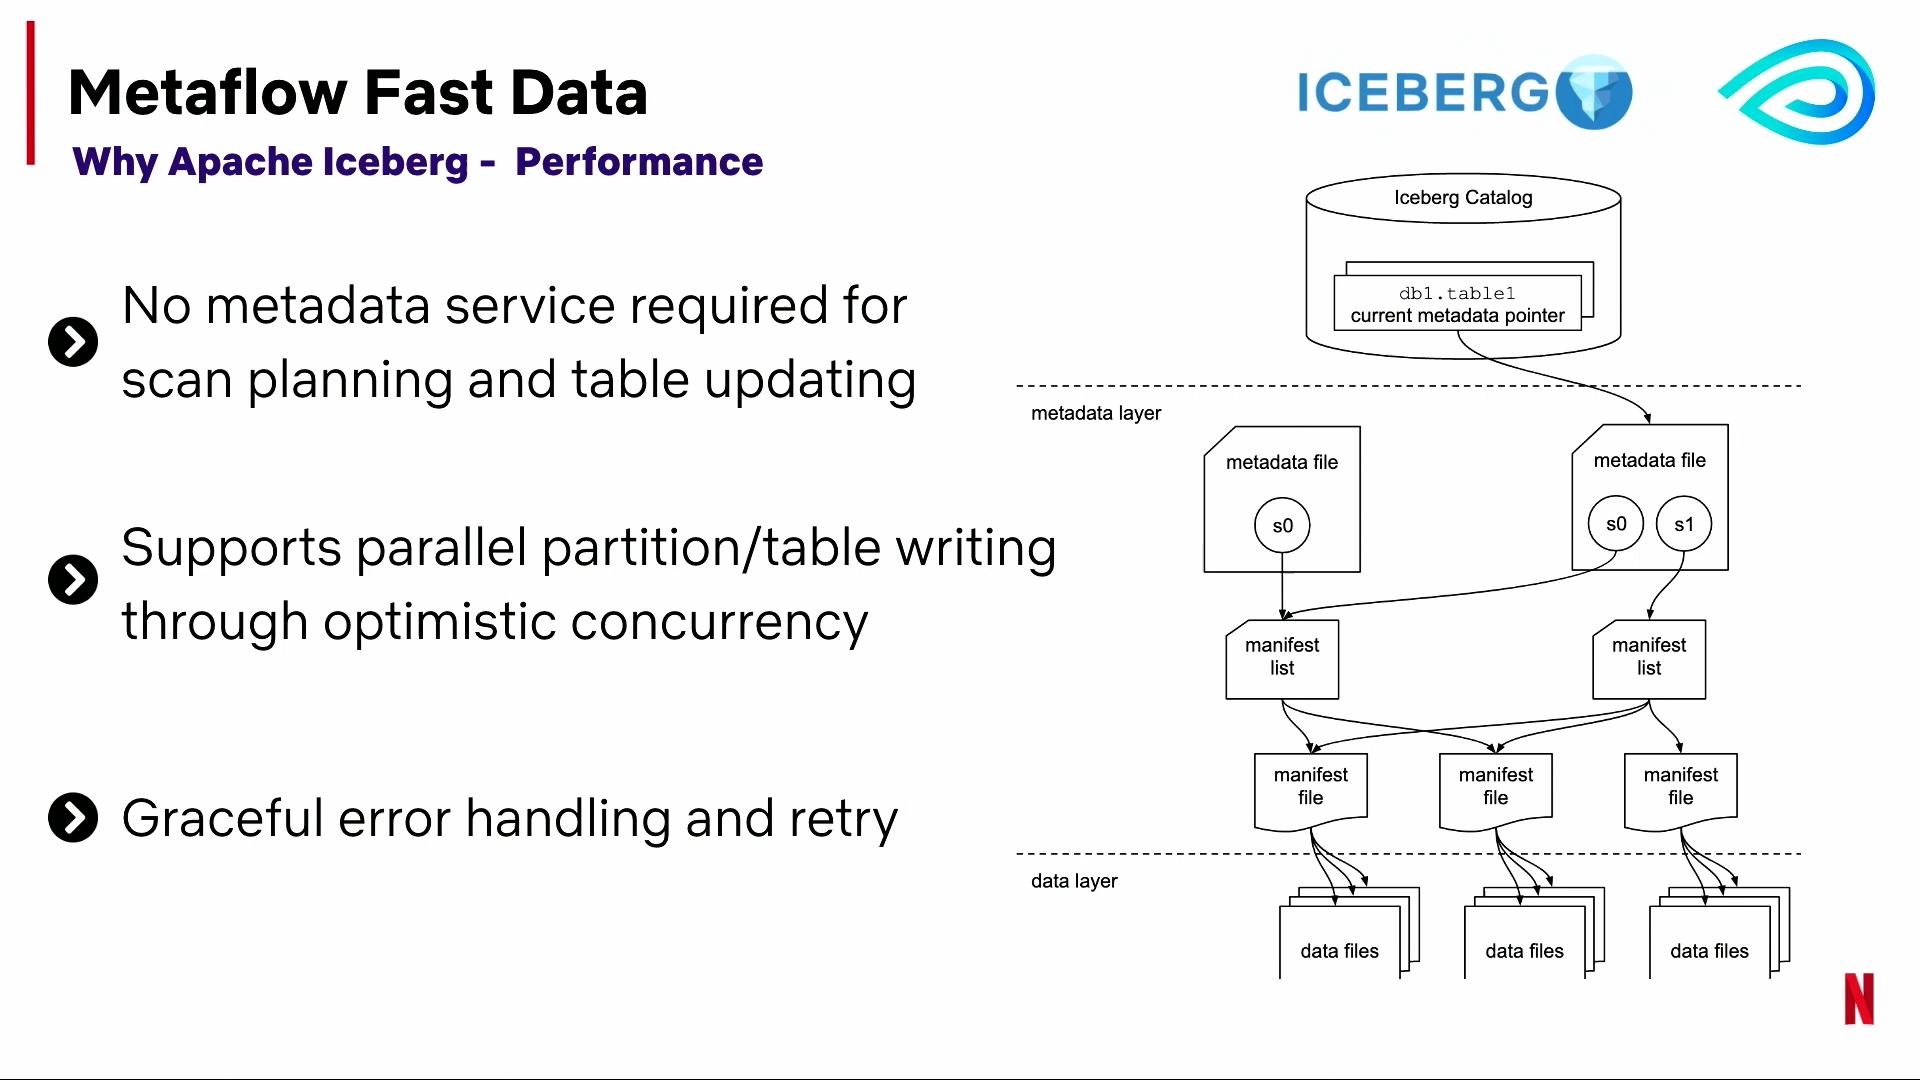 Metaflow Fast Data
Why Apache Iceberg - Performance
ICEBERG
No metadata service required for
scan planning and table updating
Supports parallel partition/table writing
through optimistic concurrency
Graceful error handling and retry
Iceberg Catalog
db1.table1
current metadata pointer
metadata layer
metadata file
s0
metadata file
s0 s1
manifest
list
manifest
list
manifest
file
manifest
file
manifest
file
data layer
data files
data files
data files
N